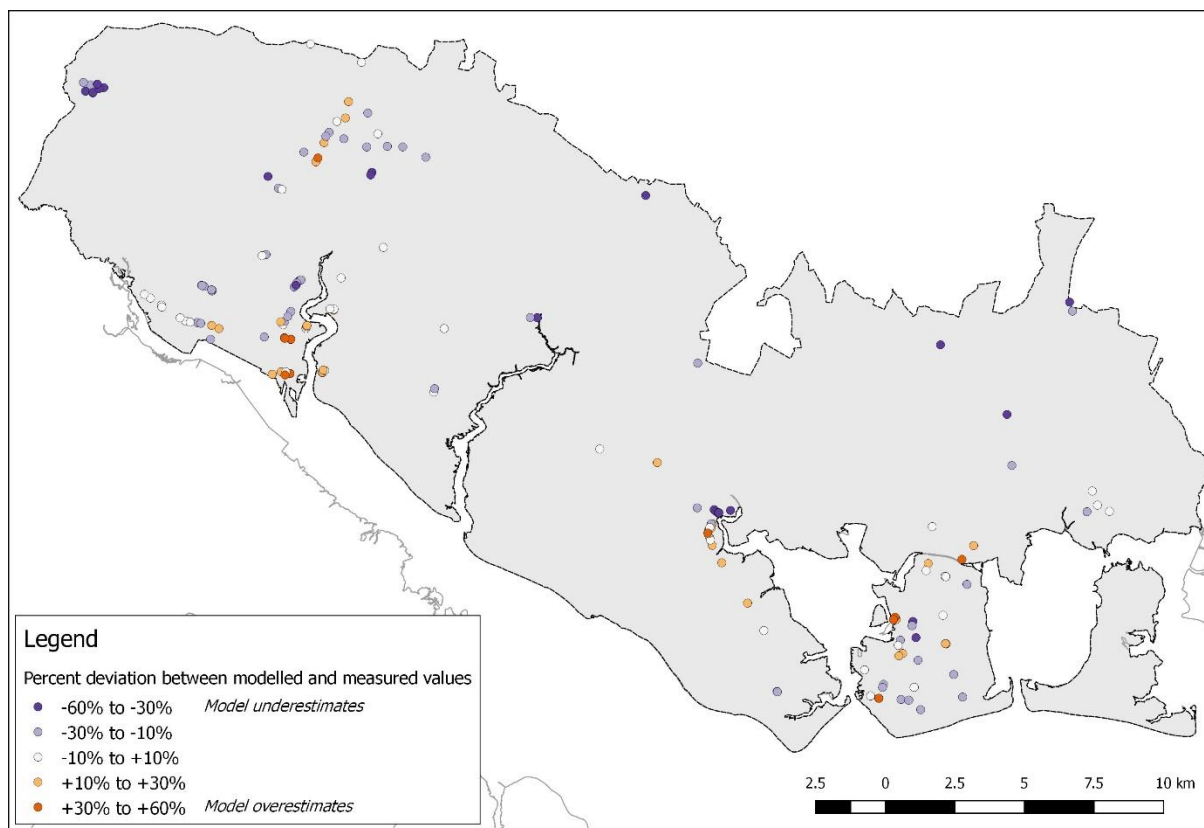 Legend
Percent deviation between modelled and measured values
-60% to -30% Model underestimates
-30% to -10%
-10% to +10%
+10% to +30%
+30% to +60% Model overestimates
2.5 0 2.5 5 7.5 10 km